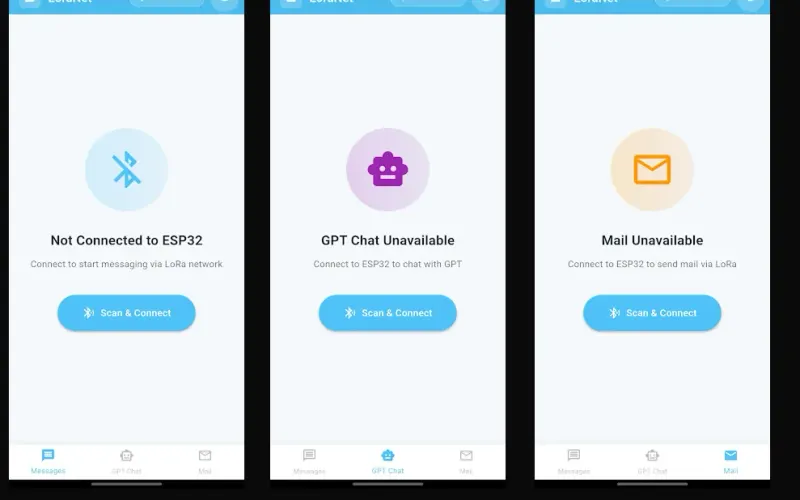 Not Connected to ESP32
Connect to start messaging via LoRa network
Scan & Connect
Messages
GPT Chat
Mail
GPT Chat Unavailable
Connect to ESP32 to chat with GPT
Scan & Connect
Messages
GPT Chat
Mail
Mail Unavailable
Connect to ESP32 to send mail via LoRa
Scan & Connect
Messages
GPT Chat
Mail